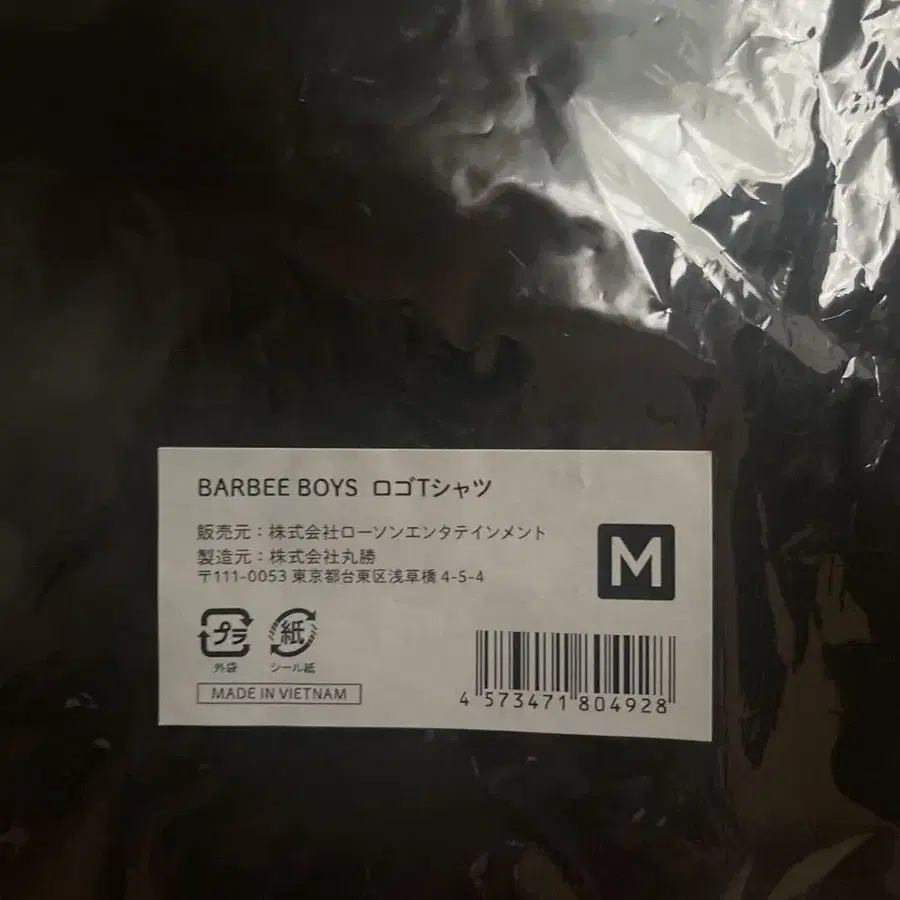 BARBEE BOYS ロゴTシャツ
販売元：株式会社ローソンエンタテインメント
製造元：株式会社丸勝
〒111-0053 東京都台東区浅草橋 4-5-4
M
プラ
外袋
紙
シール紙
MADE IN VIETNAM
4 573471 804928